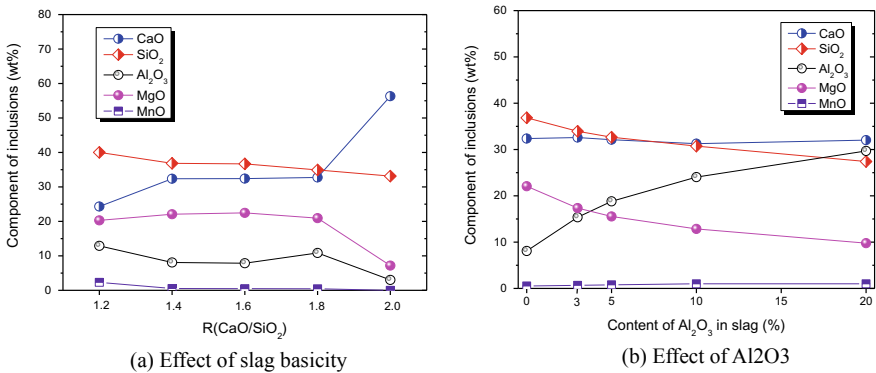 80
70
60
50
40
30
20
10
0
Component of inclusions (wt%)
CaO
SiO₂
Al₂O₃
MgO
MnO
1.2 1.4 1.6 1.8 2.0
R(CaO/SiO₂)
(a) Effect of slag basicity
60
50
40
30
20
10
0
Component of inclusions (wt%)
CaO
SiO₂
Al₂O₃
MgO
MnO
0 3 5 10 15 20
Content of Al₂O₃ in slag (%)
(b) Effect of Al2O3